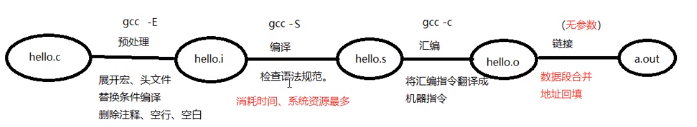 gcc -E
gcc -S
gcc -c
(无参数)
预处理
编译
汇编
链接
hello.c
hello.i
hello.s
hello.o
a.out
展开宏、头文件
替换条件编译
删除注释、空行、空白
检查语法规范。
消耗时间、系统资源最多
将汇编指令翻译成
机器指令
数据段合并
地址回填